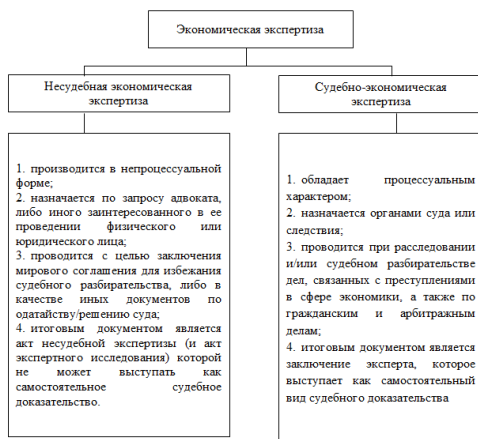 Экономическая экспертиза
Несудебная экономическая
экспертиза
Судебно-экономическая
экспертиза
1. производится в непроцессуальной
форме;
2. назначается по запросу адвоката,
либо иного заинтересованного в ее
проведении физического или
юридического лица;
3. проводится с целью заключения
мирового соглашения для избежания
судебного разбирательства, либо в
качестве иных документов по
одатайству/решению суда;
4. итоговым документом является
акт несудебной экспертизы (и акт
экспертного исследования) которой
не может выступать как
самостоятельное судебное
доказательство.
1. обладает процессуальным
характером;
2. назначается органами суда или
следствия;
3. проводится при расследовании
и/или судебном разбирательстве
дел, связанных с преступлениями
в сфере экономики, а также по
гражданским и арбитражным
делам;
4. итоговым документом является
заключение эксперта, которое
выступает как самостоятельный
вид судебного доказательства